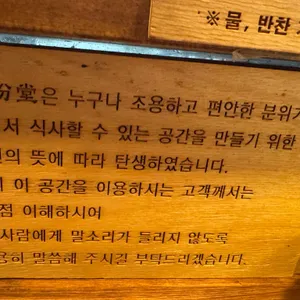 ※물, 반찬
堂은 누구나 조용하고 편안한 분위
서 식사할 수 있는 공간을 만들기 위한
의 뜻에 따라 탄생하였습니다.
이 공간을 이용하시는 고객께서는
점 이해하시어
사람에게 말소리가 들리지 않도록
용히 말씀해 주시길 부탁드리겠습니다.